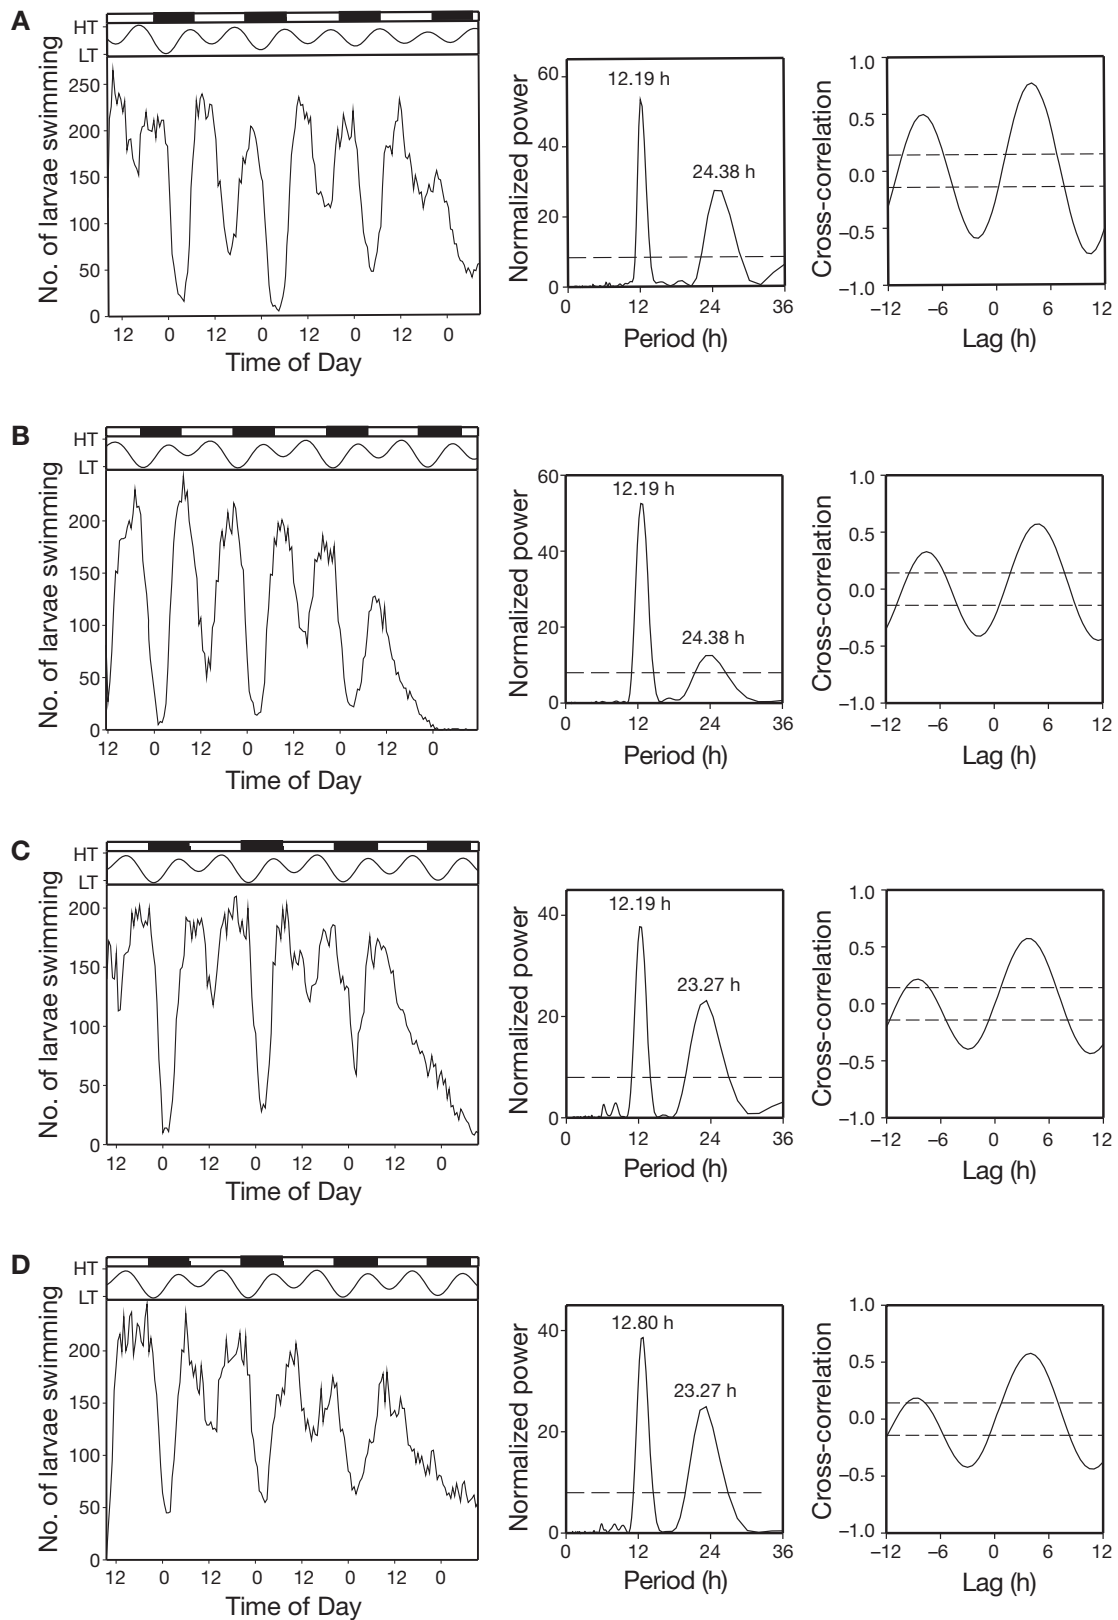 A
HT
LT
No. of larvae swimming
250
200
150
100
50
0
12 0 12 0 12 0 12 0
Time of Day
Normalized power
60
40
20
0
12.19 h
24.38 h
0 12 24 36
Period (h)
Cross-correlation
1.0
0.5
0.0
−0.5
−1.0
−12 −6 0 6 12
Lag (h)
B
HT
LT
No. of larvae swimming
200
150
100
50
0
12 0 12 0 12 0 12 0
Time of Day
Normalized power
60
40
20
0
12.19 h
24.38 h
0 12 24 36
Period (h)
Cross-correlation
1.0
0.5
0.0
−0.5
−1.0
−12 −6 0 6 12
Lag (h)
C
HT
LT
No. of larvae swimming
200
150
100
50
0
12 0 12 0 12 0 12 0
Time of Day
Normalized power
40
20
0
12.19 h
23.27 h
0 12 24 36
Period (h)
Cross-correlation
1.0
0.5
0.0
−0.5
−1.0
−12 −6 0 6 12
Lag (h)
D
HT
LT
No. of larvae swimming
200
150
100
50
0
12 0 12 0 12 0 12 0
Time of Day
Normalized power
40
20
0
12.80 h
23.27 h
0 12 24 36
Period (h)
Cross-correlation
1.0
0.5
0.0
−0.5
−1.0
−12 −6 0 6 12
Lag (h)